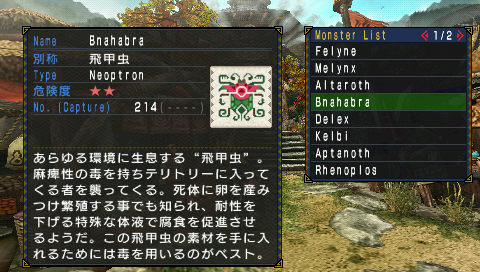 Name Bnahabra
別称 飛甲虫
Type Neoptron
危険度 ★★
No. (Capture) 214(----)
あらゆる環境に生息する“飛甲虫”。
麻痺性の毒を持ちテリトリーに入って
くる者を襲ってくる。死体に卵を産み
つけ繁殖する事でも知られ、耐性を
下げる特殊な体液で腐食を促進させ
るようだ。この飛甲虫の素材を手に入
れるためには毒を用いるのがベスト。
Monster List 1/2
Felyne
Melynx
Altaroth
Bnahabra
Delex
Kelbi
Aptanoth
Rhenoplos